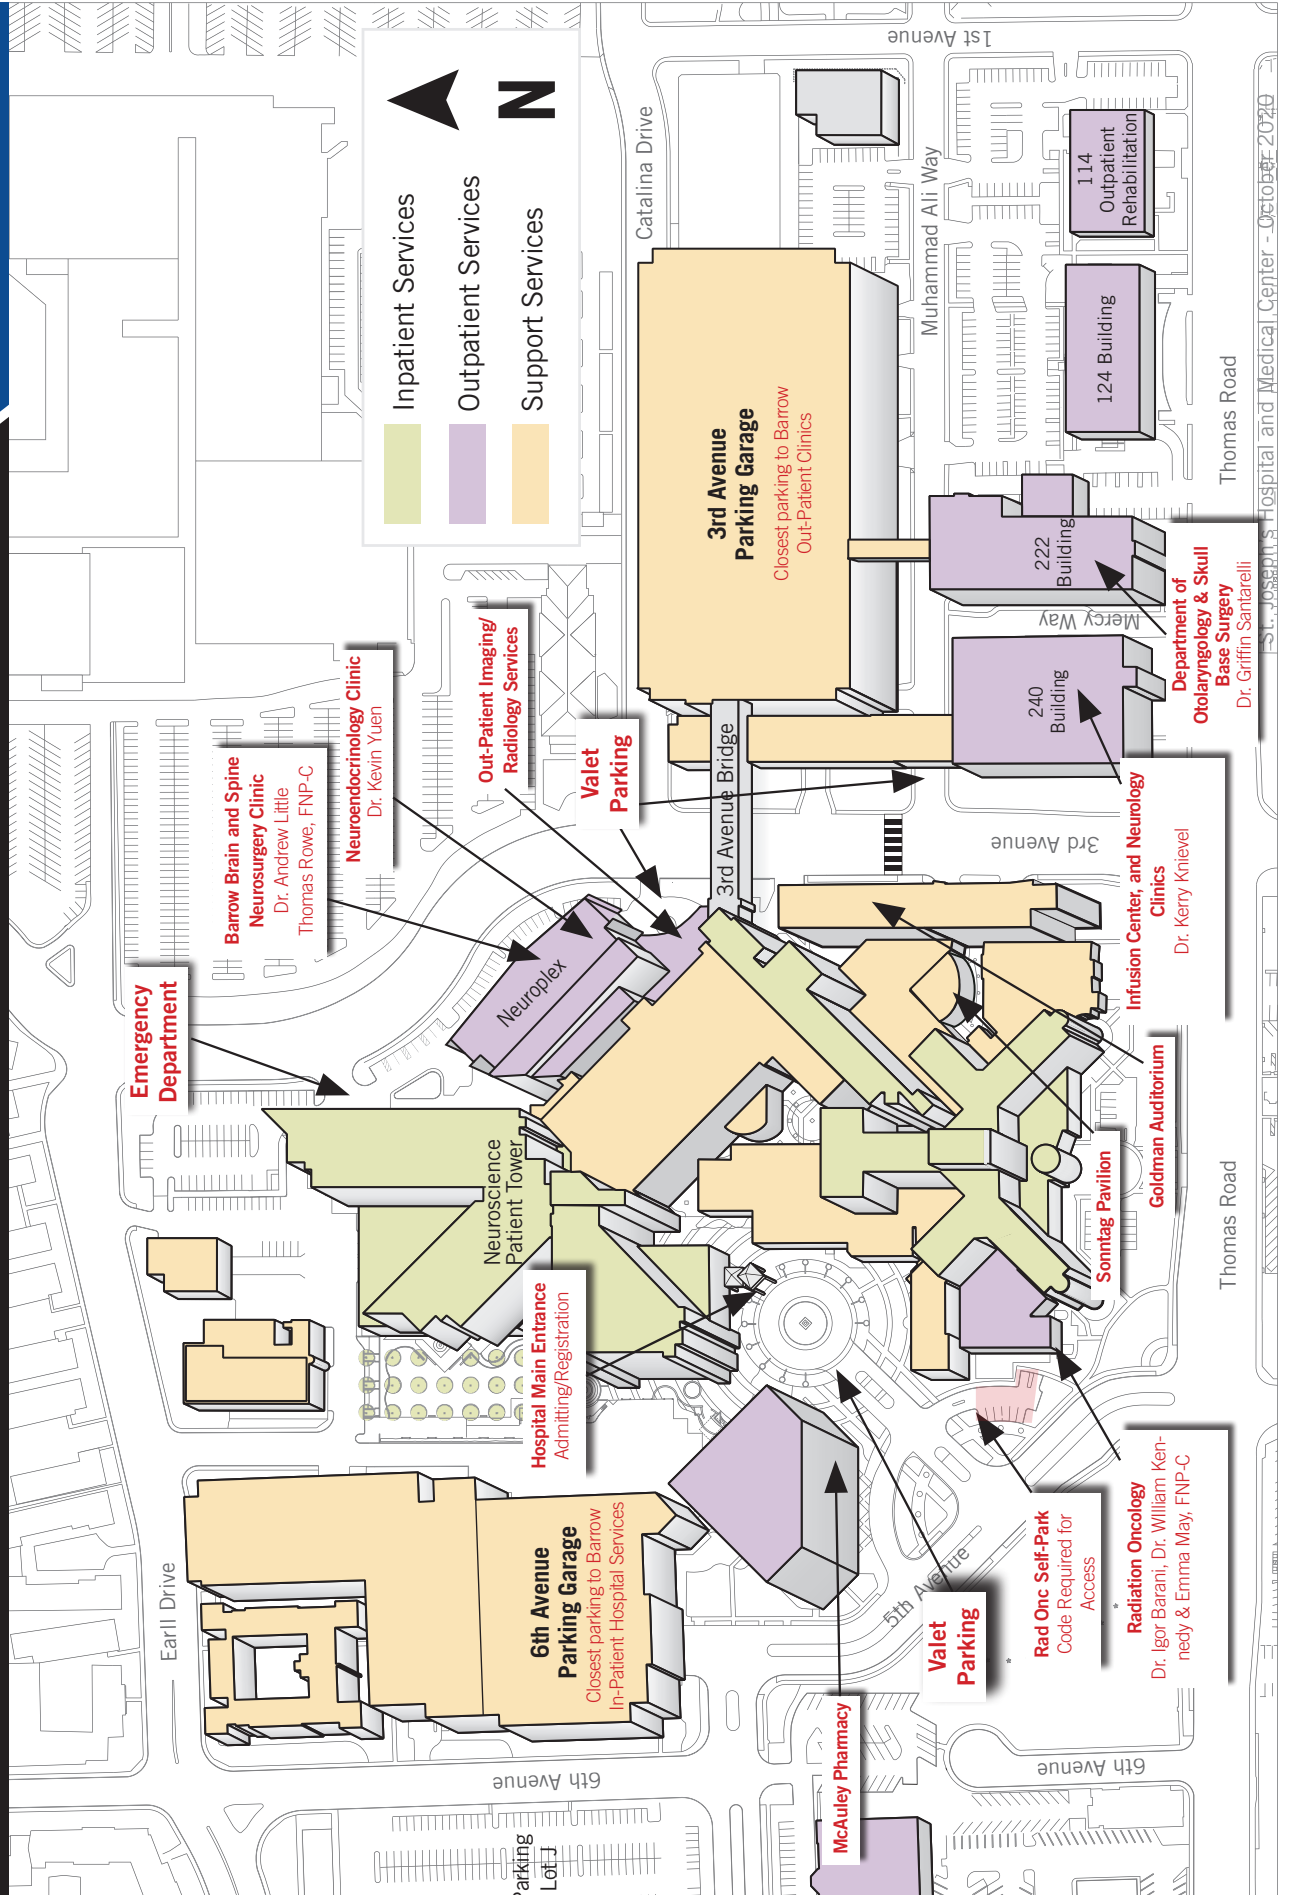 Inpatient Services
Outpatient Services
Support Services
N
Earll Drive
Catalina Drive
1st Avenue
Muhammad Ali Way
Thomas Road
Thomas Road
3rd Avenue
Mercy Way
5th Avenue
6th Avenue
6th Avenue
Parking
Lot J
Emergency
Department
Barrow Brain and Spine
Neurosurgery Clinic
Dr. Andrew Little
Thomas Rowe, FNP-C
Neuroendocrinology Clinic
Dr. Kevin Yuen
Out-Patient Imaging/
Radiology Services
Valet
Parking
3rd Avenue
Parking Garage
Closest parking to Barrow
Out-Patient Clinics
3rd Avenue Bridge
Neuroplex
Neuroscience
Patient Tower
Hospital Main Entrance
Admitting/Registration
6th Avenue
Parking Garage
Closest parking to Barrow
In-Patient Hospital Services
McAuley Pharmacy
Valet
Parking
Rad Onc Self-Park
Code Required for
Access
*
*
Radiation Oncology
Dr. Igor Barani, Dr. WIlliam Ken-
nedy & Emma May, FNP-C
Sonntag Pavilion
Goldman Auditorium
Infusion Center, and Neurology
Clinics
Dr. Kerry Knievel
240
Building
222
Building
Department of
Otolaryngology & Skull
Base Surgery
Dr. Griffin Santarelli
124 Building
114
Outpatient
Rehabilitation
St. Joseph's Hospital and Medical Center - October 2020